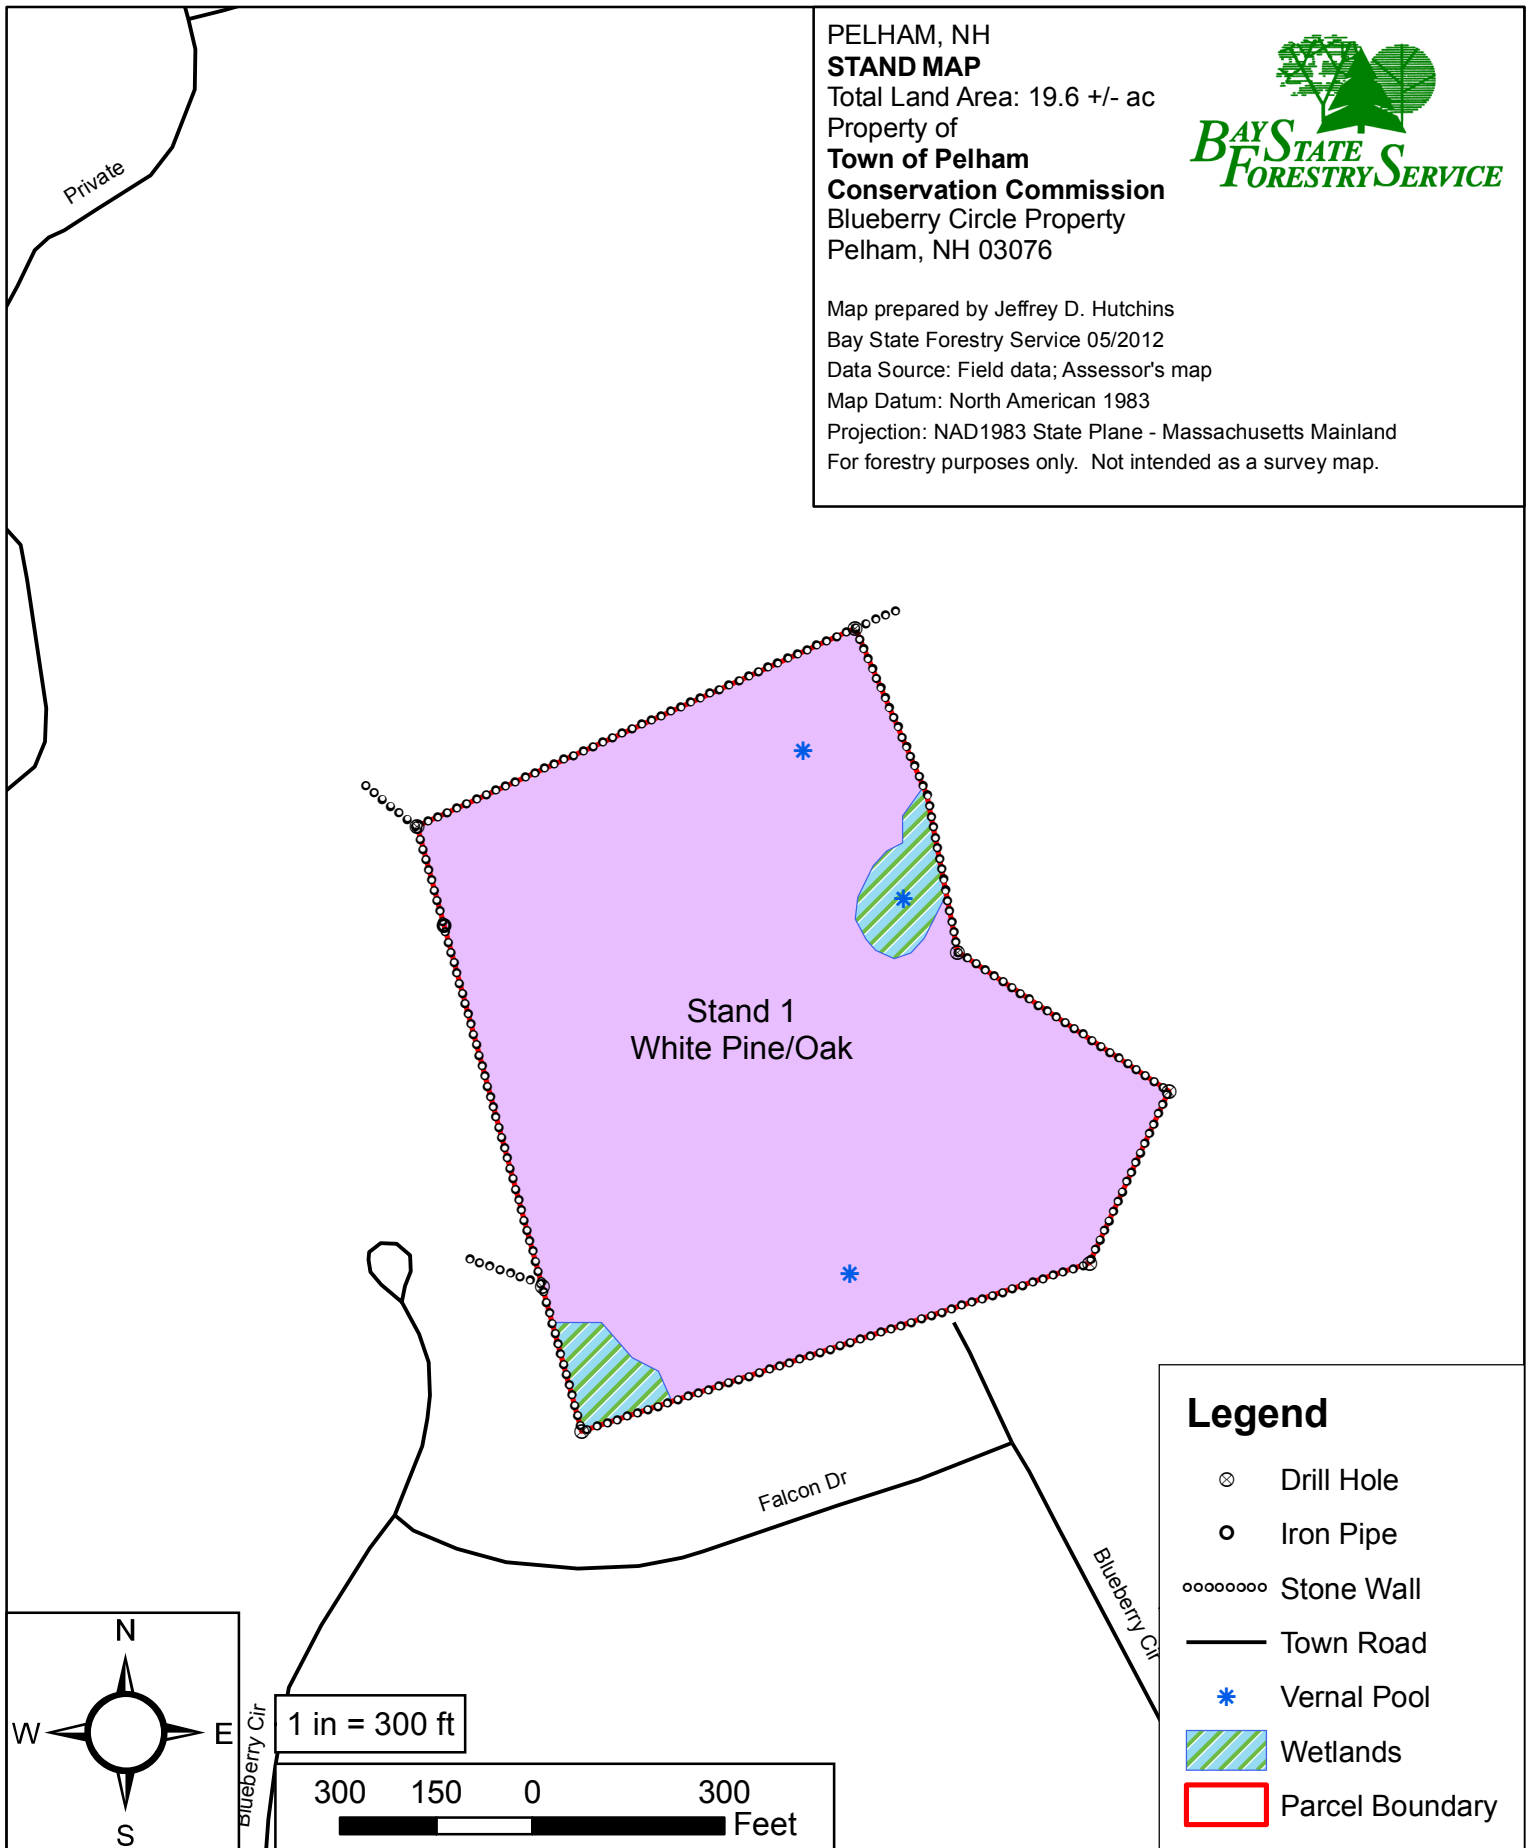 PELHAM, NH
STAND MAP
Total Land Area: 19.6 +/- ac
Property of
Town of Pelham
Conservation Commission
Blueberry Circle Property
Pelham, NH 03076
BAY STATE
FORESTRY SERVICE
Map prepared by Jeffrey D. Hutchins
Bay State Forestry Service 05/2012
Data Source: Field data; Assessor's map
Map Datum: North American 1983
Projection: NAD1983 State Plane - Massachusetts Mainland
For forestry purposes only. Not intended as a survey map.
Private
Stand 1
White Pine/Oak
Falcon Dr
Blueberry Cir
Blueberry Cir
Legend
Drill Hole
Iron Pipe
Stone Wall
Town Road
Vernal Pool
Wetlands
Parcel Boundary
N
W E
S
1 in = 300 ft
300 150 0 300
Feet